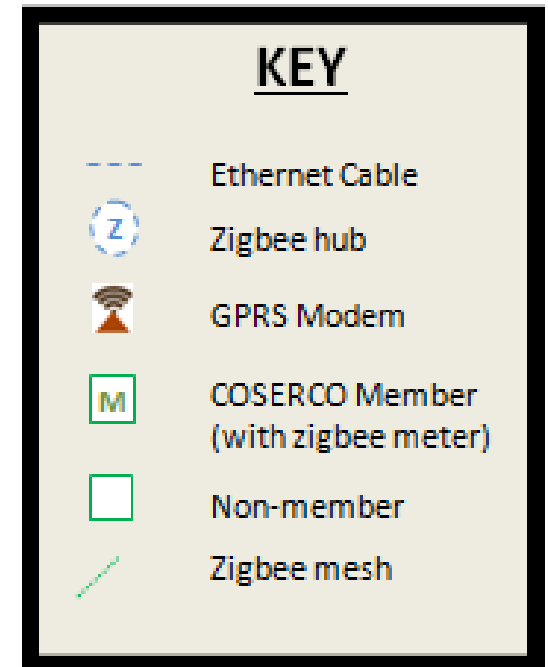 KEY
Ethernet Cable
Z
Zigbee hub
GPRS Modem
M
COSERCO Member
(with zigbee meter)
Non-member
Zigbee mesh